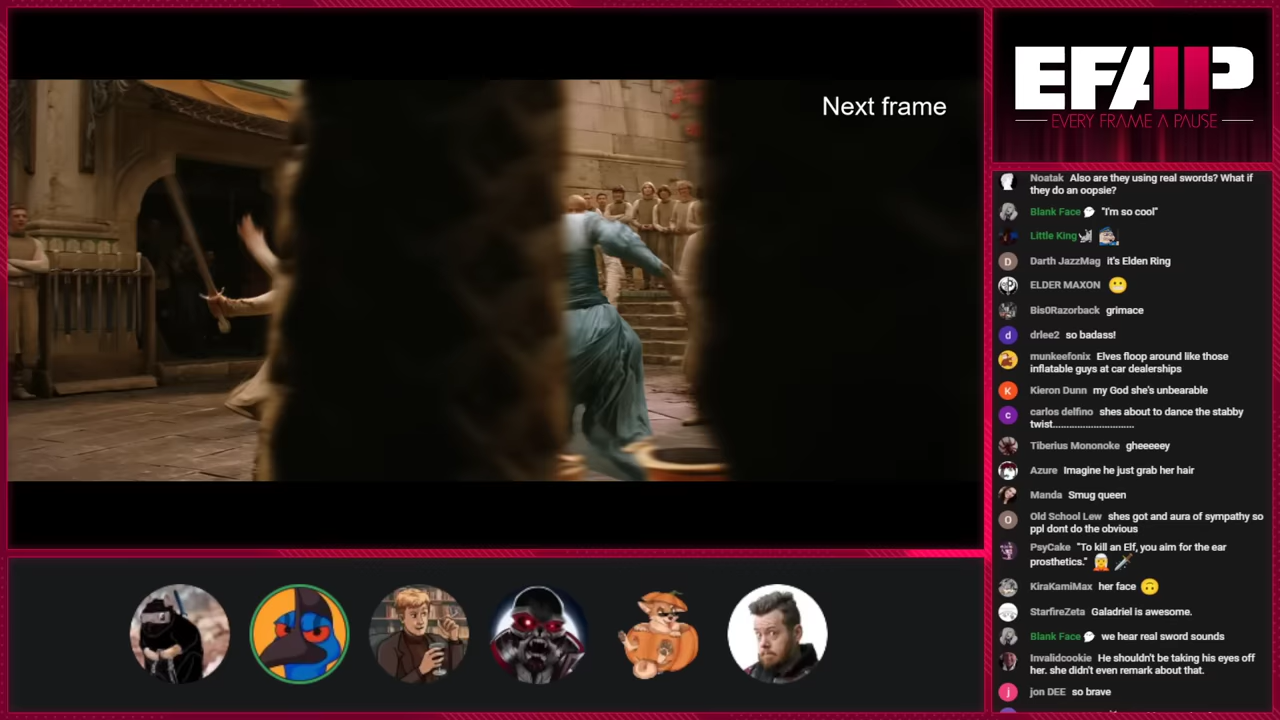 Next frame
EFAP
EVERY FRAME A PAUSE
Noatak Also are they using real swords? What if
they do an oopsie?
Blank Face "I'm so cool"
Little King
D
Darth JazzMag it's Elden Ring
ELDER MAXON
Bis0Razorback grimace
d
drlee2 so badass!
munkeefonix Elves floop around like those
inflatable guys at car dealerships
K
Kieron Dunn my God she's unbearable
c
carlos delfino shes about to dance the stabby
twist..............................
Tiberius Mononoke gheeeeey
Azure Imagine he just grab her hair
Manda Smug queen
O
Old School Lew shes got and aura of sympathy so
ppl dont do the obvious
PsyCake "To kill an Elf, you aim for the ear
prosthetics."
KiraKamiMax her face
StarfireZeta Galadriel is awesome.
Blank Face we hear real sword sounds
Invalidcookie He shouldn't be taking his eyes off
her. she didn't even remark about that.
j
jon DEE so brave